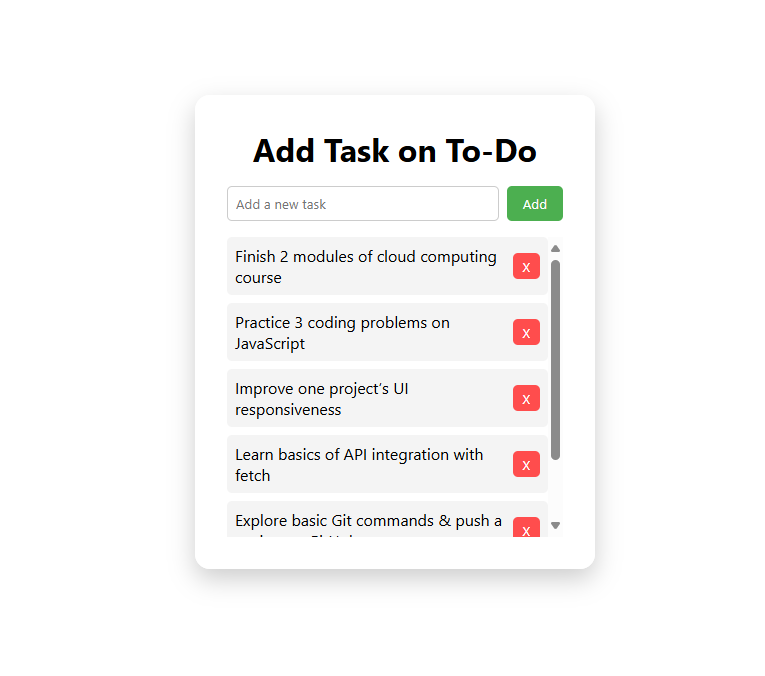 Add Task on To-Do
Add a new task
Add
Finish 2 modules of cloud computing
course
X
Practice 3 coding problems on
JavaScript
X
Improve one project’s UI
responsiveness
X
Learn basics of API integration with
fetch
X
Explore basic Git commands & push a
X